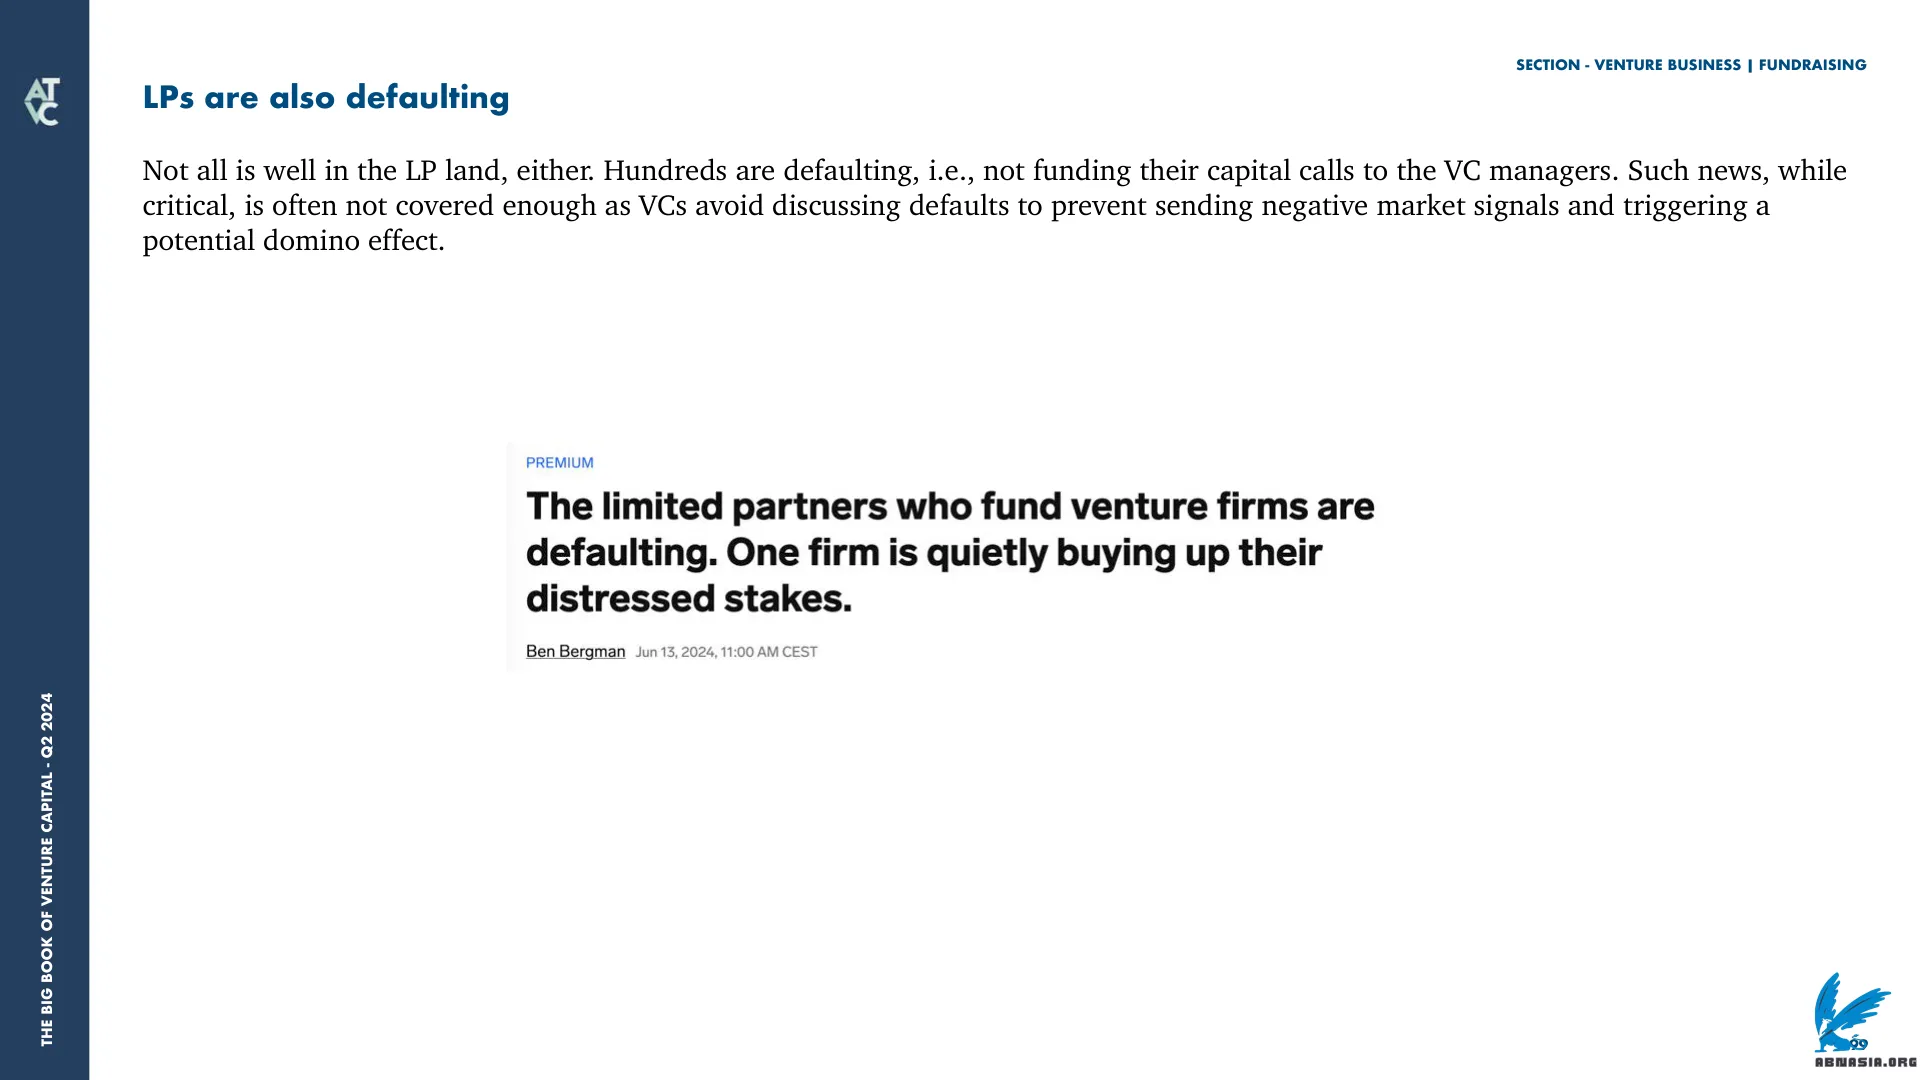 SECTION - VENTURE BUSINESS | FUNDRAISING
AT
VC
LPs are also defaulting
Not all is well in the LP land, either. Hundreds are defaulting, i.e., not funding their capital calls to the VC managers. Such news, while
critical, is often not covered enough as VCs avoid discussing defaults to prevent sending negative market signals and triggering a
potential domino effect.
PREMIUM
The limited partners who fund venture firms are
defaulting. One firm is quietly buying up their
distressed stakes.
Ben Bergman Jun 13, 2024, 11:00 AM CEST
THE BIG BOOK OF VENTURE CAPITAL - Q2 2024
99
ABNASIA.ORG